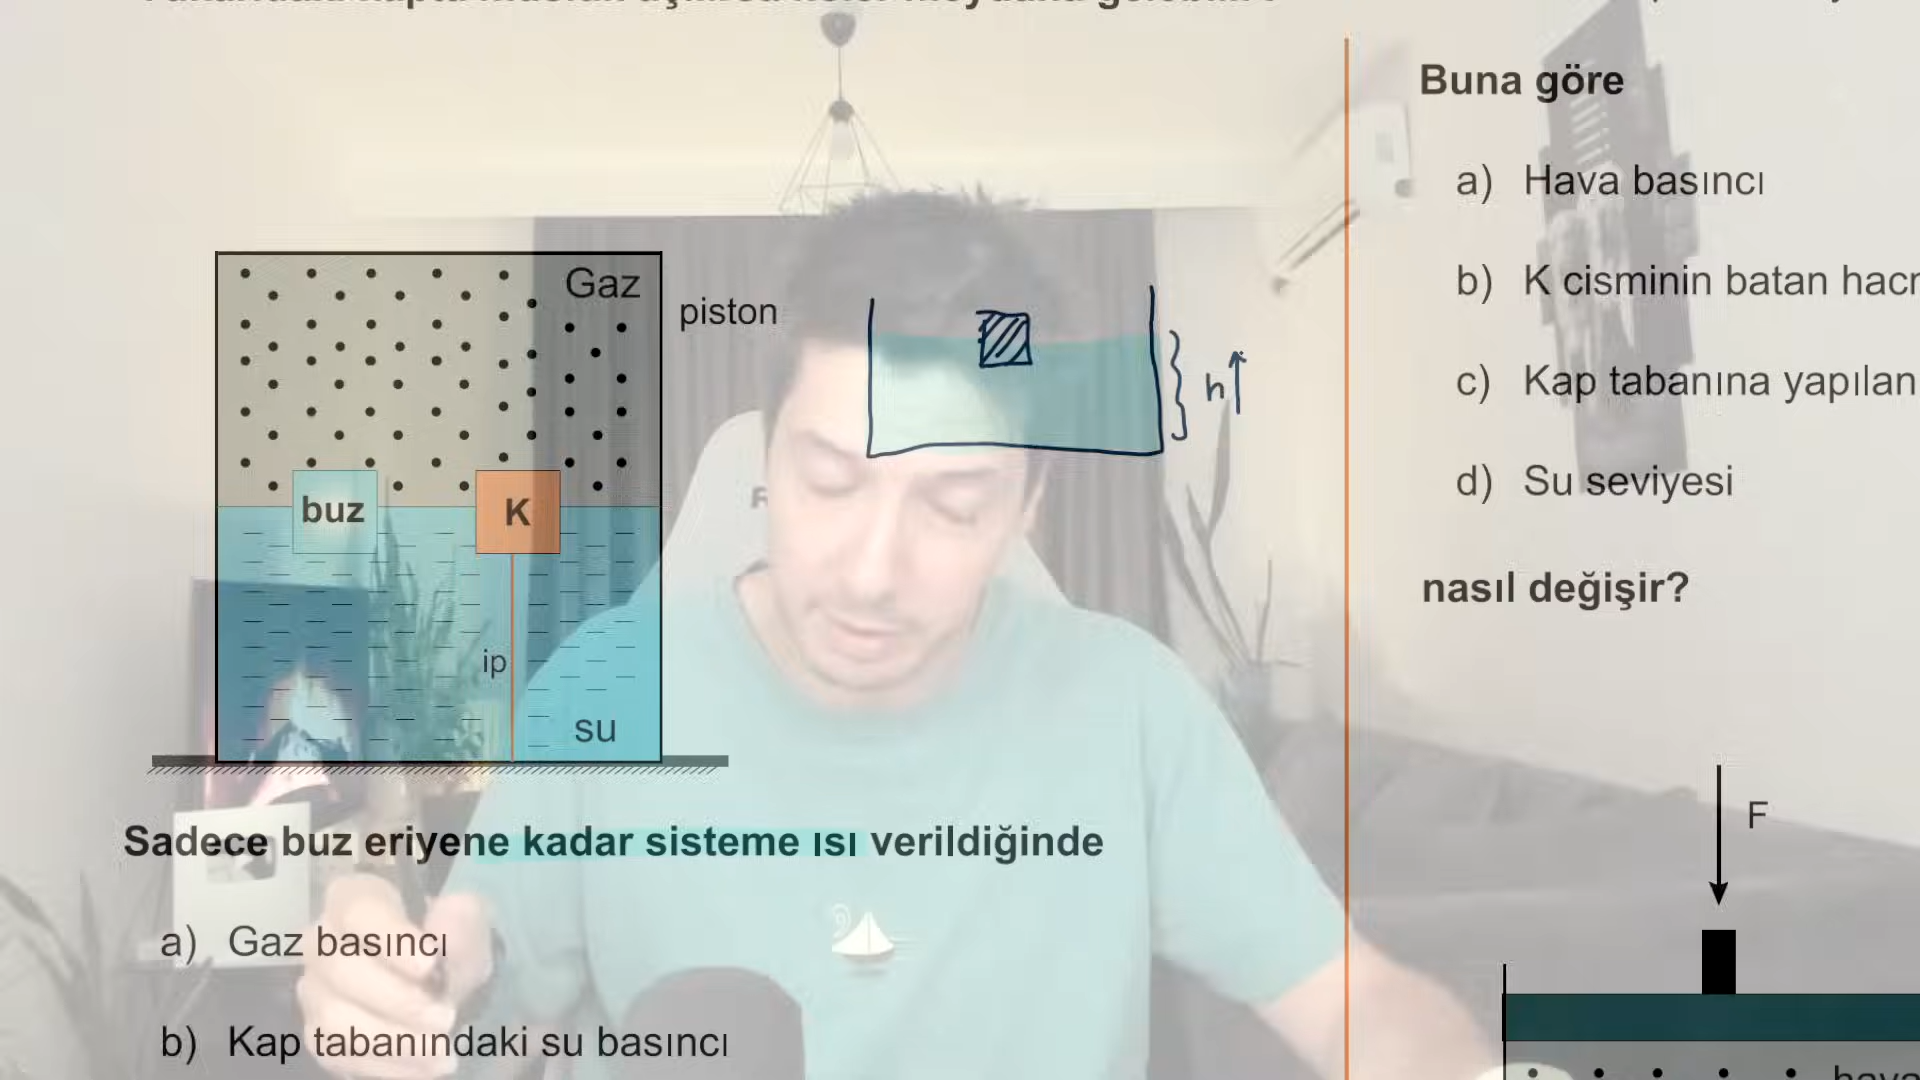 Gaz
piston
buz
K
ip
su
h
Sadece buz eriyene kadar sisteme ısı verildiğinde
a) Gaz basıncı
b) Kap tabanındaki su basıncı
Buna göre
a) Hava basıncı
b) K cisminin batan
c) Kap tabanına yapılan
d) Su seviyesi
nasıl değişir?
F